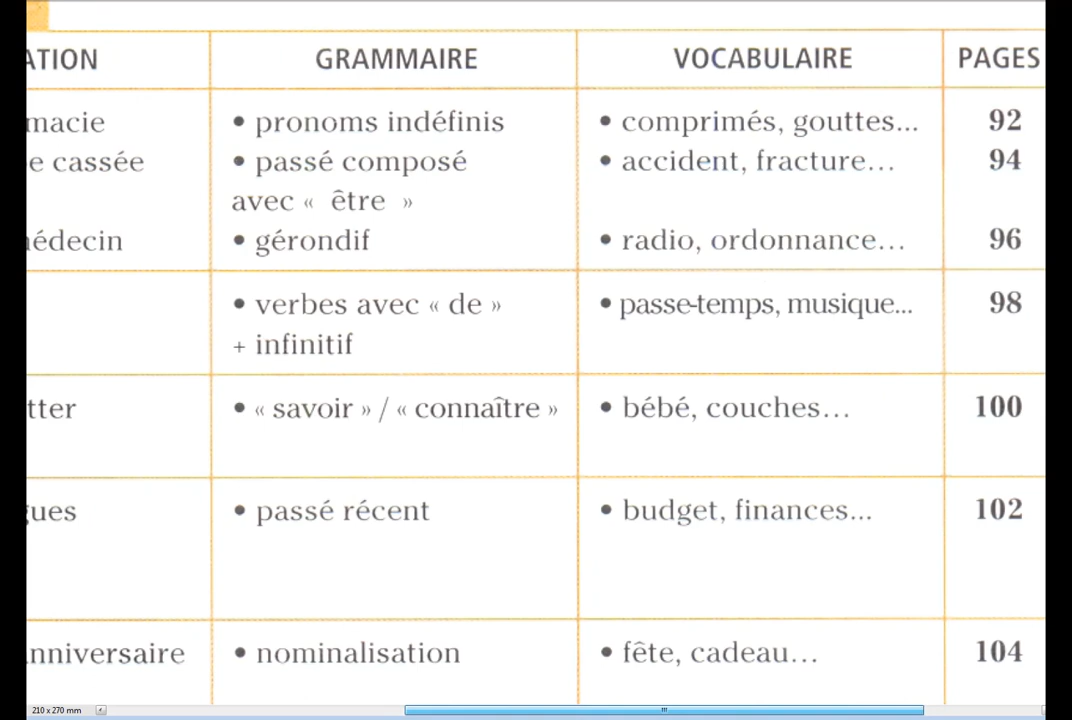 ATION GRAMMAIRE VOCABULAIRE PAGES
macie • pronoms indéfinis • comprimés, gouttes... 92
e cassée • passé composé • accident, fracture... 94
avec « être »
médecin • gérondif • radio, ordonnance... 96
• verbes avec « de » • passe-temps, musique... 98
+ infinitif
tter • « savoir » / « connaître » • bébé, couches... 100
gues • passé récent • budget, finances... 102
anniversaire • nominalisation • fête, cadeau... 104
210 x 270 mm